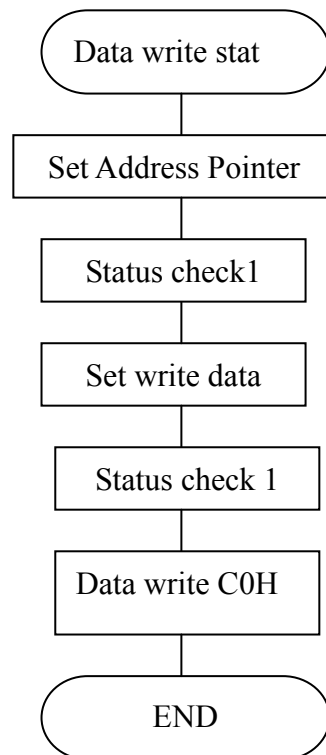 Data write stat
Set Address Pointer
Status check1
Set write data
Status check 1
Data write C0H
END